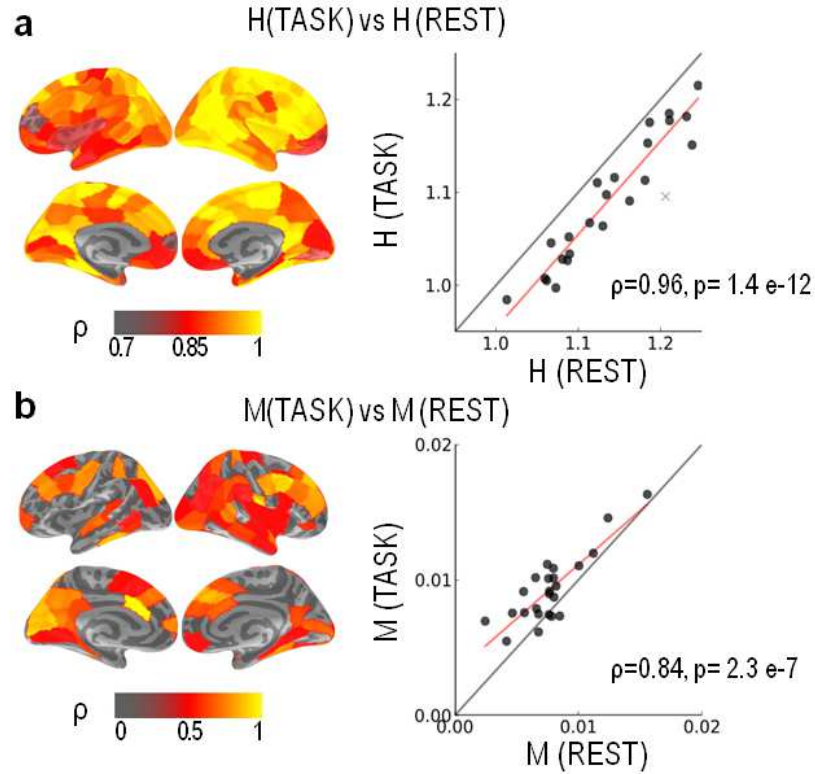 a
H(TASK) vs H (REST)
1.2
1.1
1.0
H (TASK)
ρ=0.96, p= 1.4 e-12
1.0 1.1 1.2
H (REST)
ρ
0.7 0.85 1
b
M(TASK) vs M (REST)
0.02
0.01
0.00
M (TASK)
ρ=0.84, p= 2.3 e-7
0.00 0.01 0.02
M (REST)
ρ
0 0.5 1